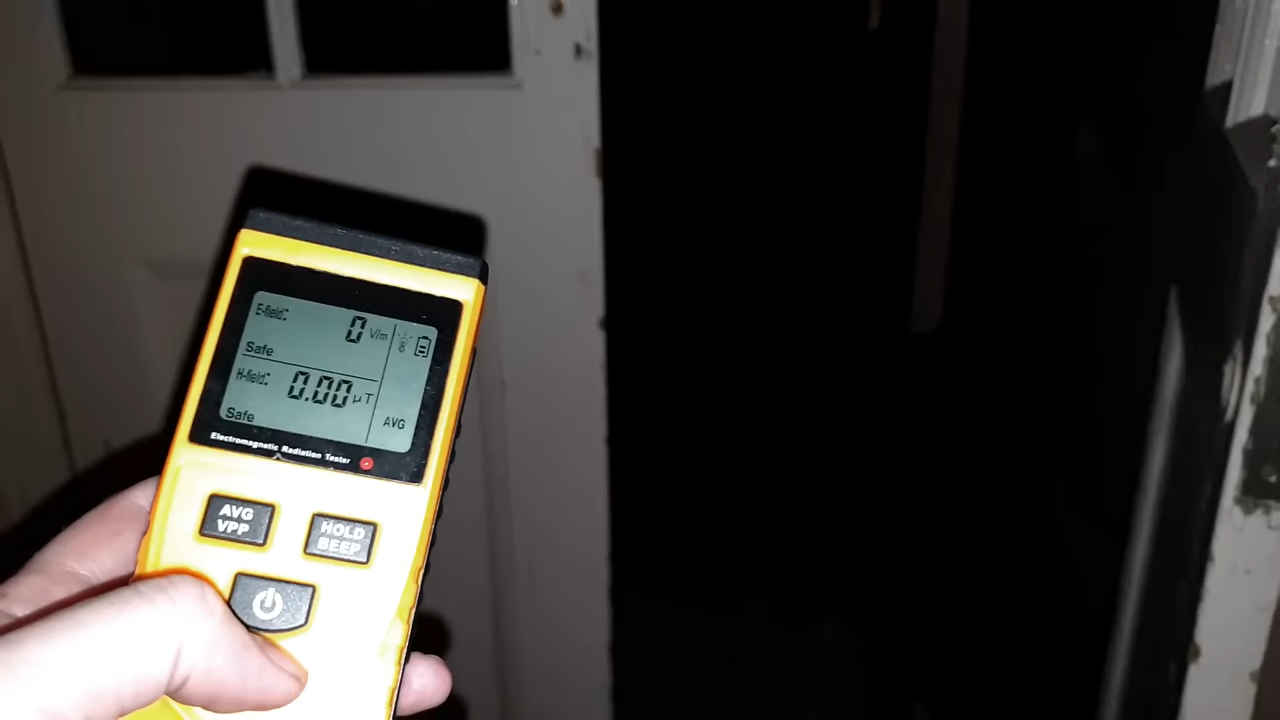 E-field: 0 V/m
Safe
H-field: 0.00 µT
Safe
AVG
Electromagnetic Radiation Tester
AVG
VPP
HOLD
BEEP